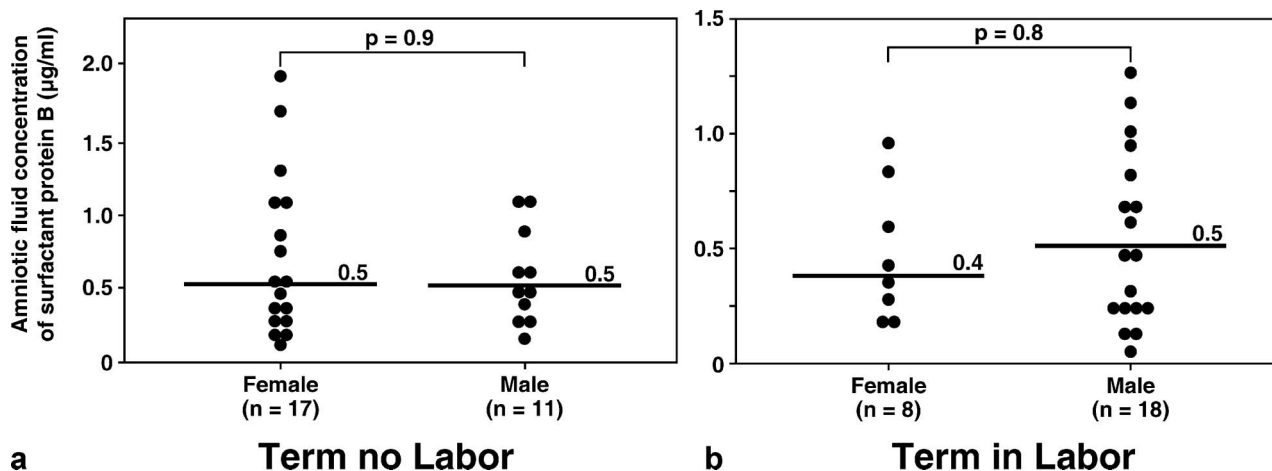 Amniotic fluid concentration
of surfactant protein B (µg/ml)
p = 0.9
2.0
1.5
1.0
0.5
0
0.5
0.5
Female
(n = 17)
Male
(n = 11)
a
Term no Labor
p = 0.8
1.5
1.0
0.5
0
0.4
0.5
Female
(n = 8)
Male
(n = 18)
b
Term in Labor